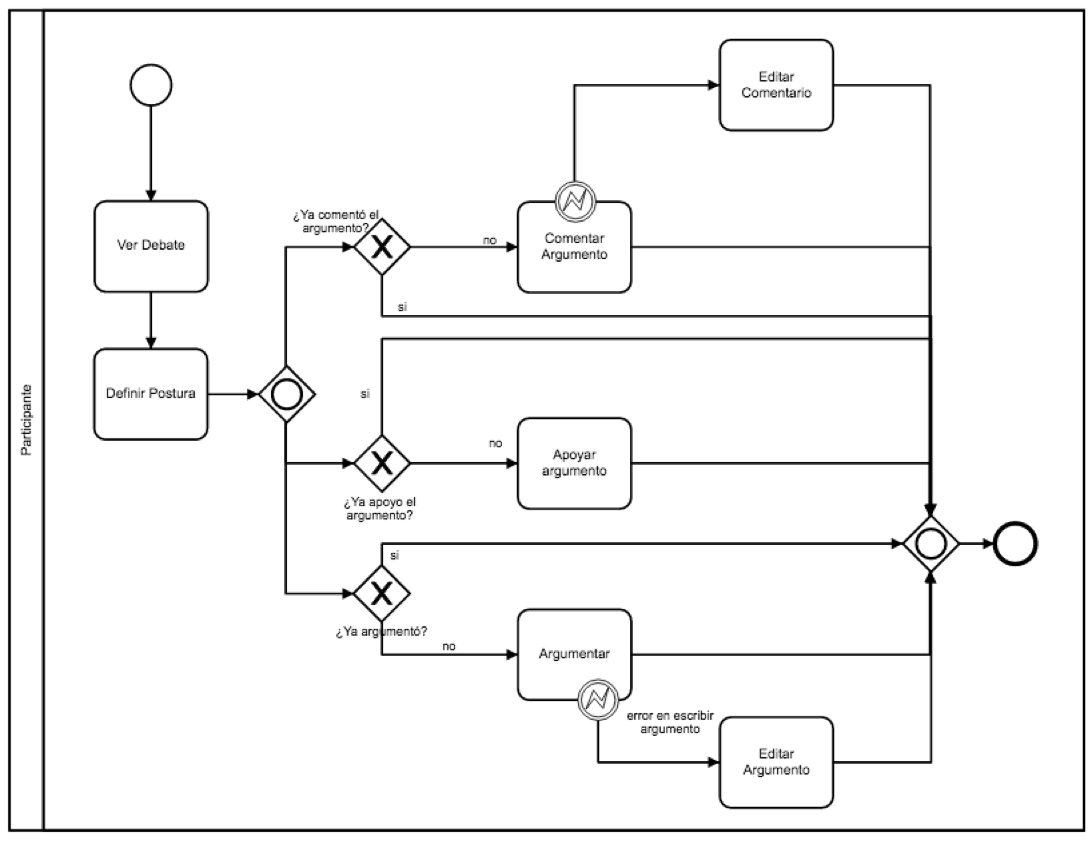 Participante
Ver Debate
Definir Postura
¿Ya comentó el
argumento?
no
si
Comentar
Argumento
Editar
Comentario
si
no
¿Ya apoyo el
argumento?
Apoyar
argumento
si
¿Ya argumentó?
no
Argumentar
error en escribir
argumento
Editar
Argumento